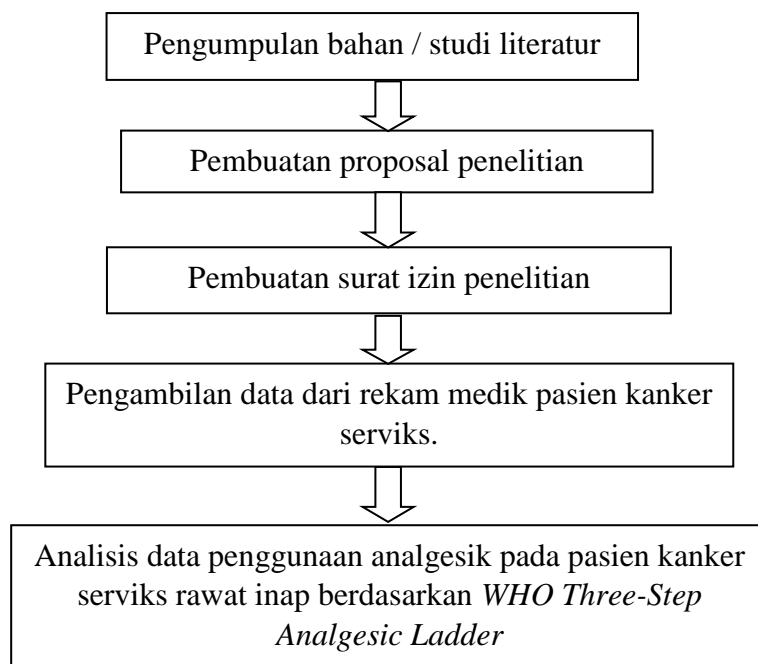 Pengumpulan bahan / studi literatur
Pembuatan proposal penelitian
Pembuatan surat izin penelitian
Pengambilan data dari rekam medik pasien kanker
serviks.
Analisis data penggunaan analgesik pada pasien kanker
serviks rawat inap berdasarkan WHO Three-Step
Analgesic Ladder